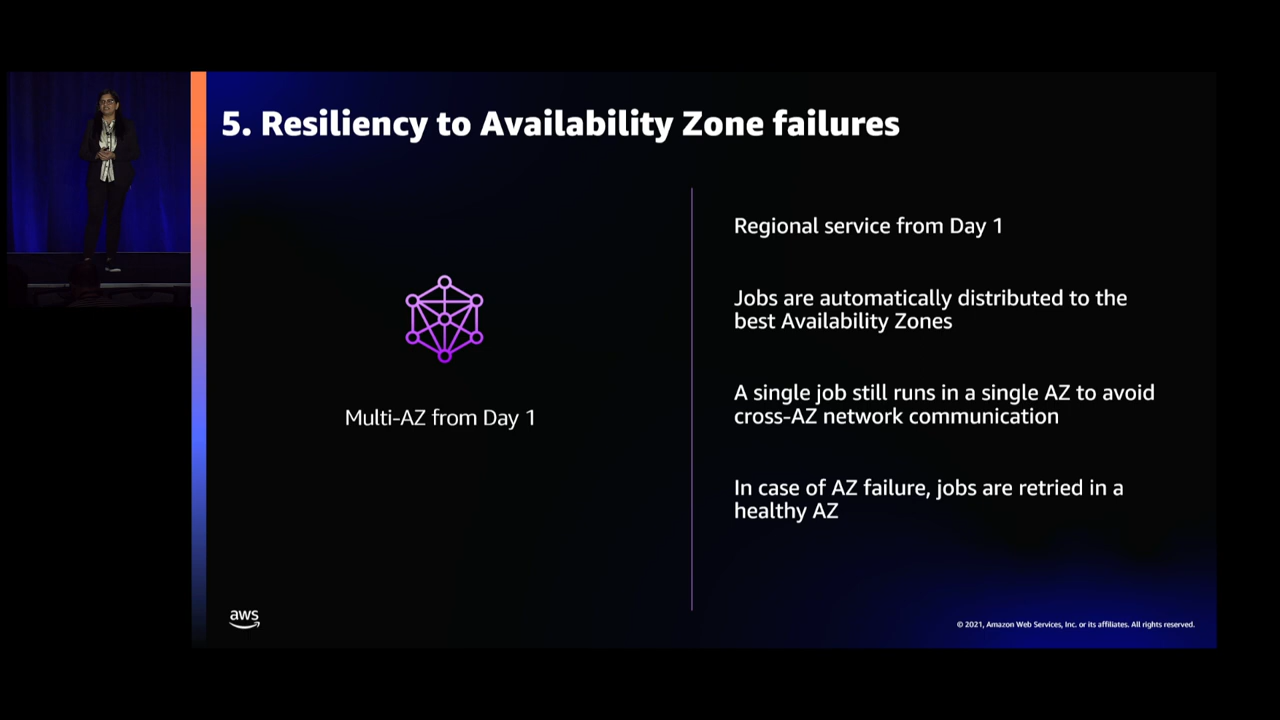 5. Resiliency to Availability Zone failures
Multi-AZ from Day 1
Regional service from Day 1
Jobs are automatically distributed to the
best Availability Zones
A single job still runs in a single AZ to avoid
cross-AZ network communication
In case of AZ failure, jobs are retried in a
healthy AZ
aws
© 2021, Amazon Web Services, Inc. or its affiliates. All rights reserved.